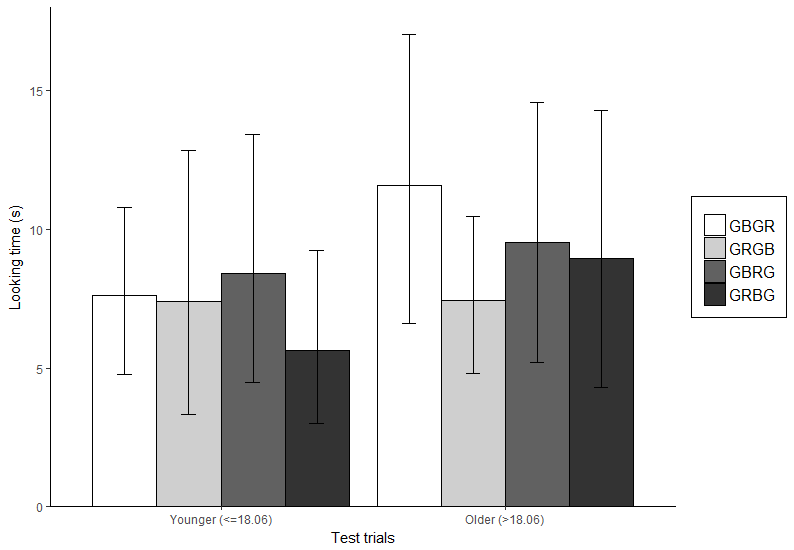 Looking time (s)
15
10
5
0
Younger (<=18.06)
Older (>18.06)
Test trials
GBGR
GRGB
GBRG
GRBG